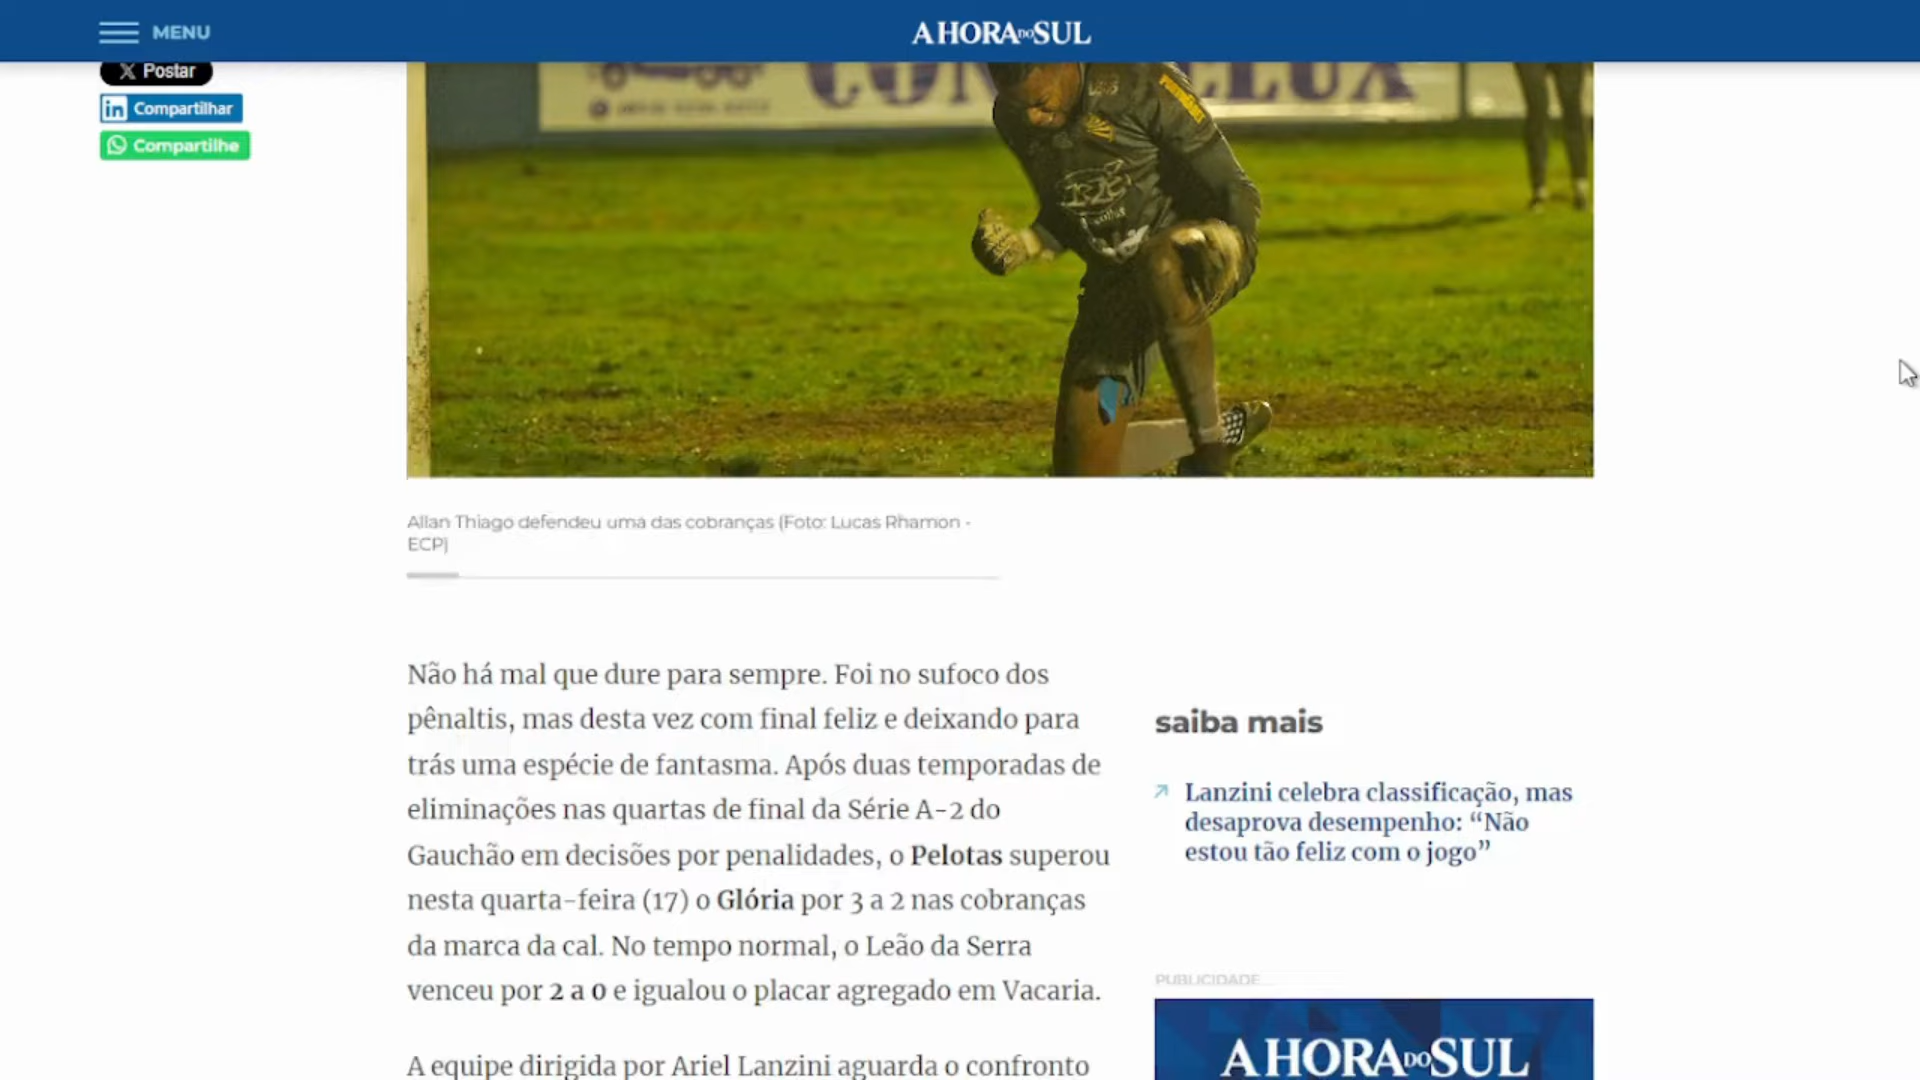 MENU
A HORA DO SUL
Postar
Compartilhar
Compartilhe
Allan Thiago defendeu uma das cobranças (Foto: Lucas Rhamon -
ECP)
Não há mal que dure para sempre. Foi no sufoco dos
pênaltis, mas desta vez com final feliz e deixando para
trás uma espécie de fantasma. Após duas temporadas de
eliminações nas quartas de final da Série A-2 do
Gauchão em decisões por penalidades, o Pelotas superou
nesta quarta-feira (17) o Glória por 3 a 2 nas cobranças
da marca da cal. No tempo normal, o Leão da Serra
venceu por 2 a 0 e igualou o placar agregado em Vacaria.
A equipe dirigida por Ariel Lanzini aguarda o confronto
saiba mais
Lanzini celebra classificação, mas
desaprova desempenho: “Não
estou tão feliz com o jogo”
PUBLICIDADE
A HORA DO SUL